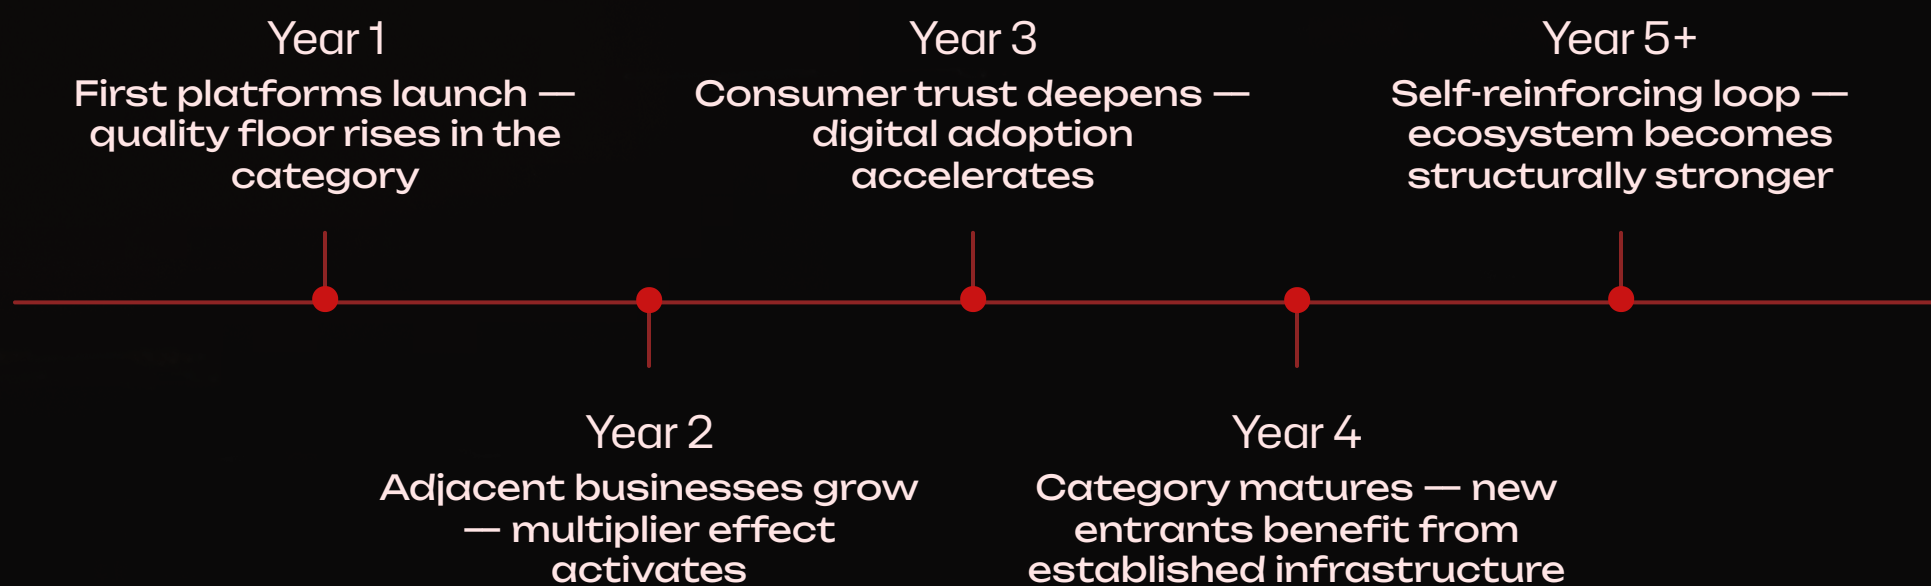 Year 1
First platforms launch —
quality floor rises in the
category
Year 2
Adjacent businesses grow
— multiplier effect
activates
Year 3
Consumer trust deepens —
digital adoption
accelerates
Year 4
Category matures — new
entrants benefit from
established infrastructure
Year 5+
Self-reinforcing loop —
ecosystem becomes
structurally stronger